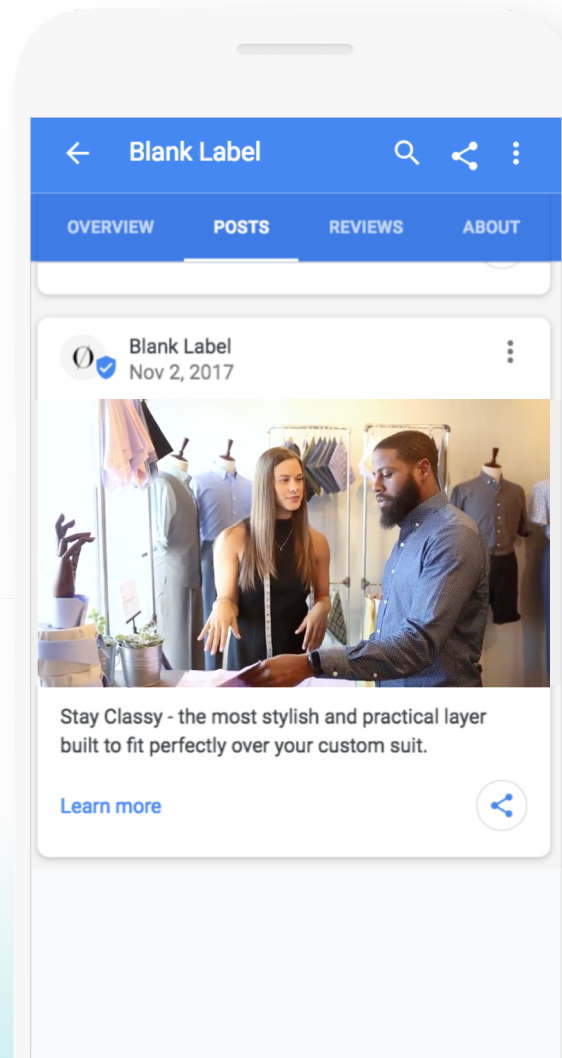 Blank Label
OVERVIEW POSTS REVIEWS ABOUT
Blank Label
Nov 2, 2017
Stay Classy - the most stylish and practical layer
built to fit perfectly over your custom suit.
Learn more